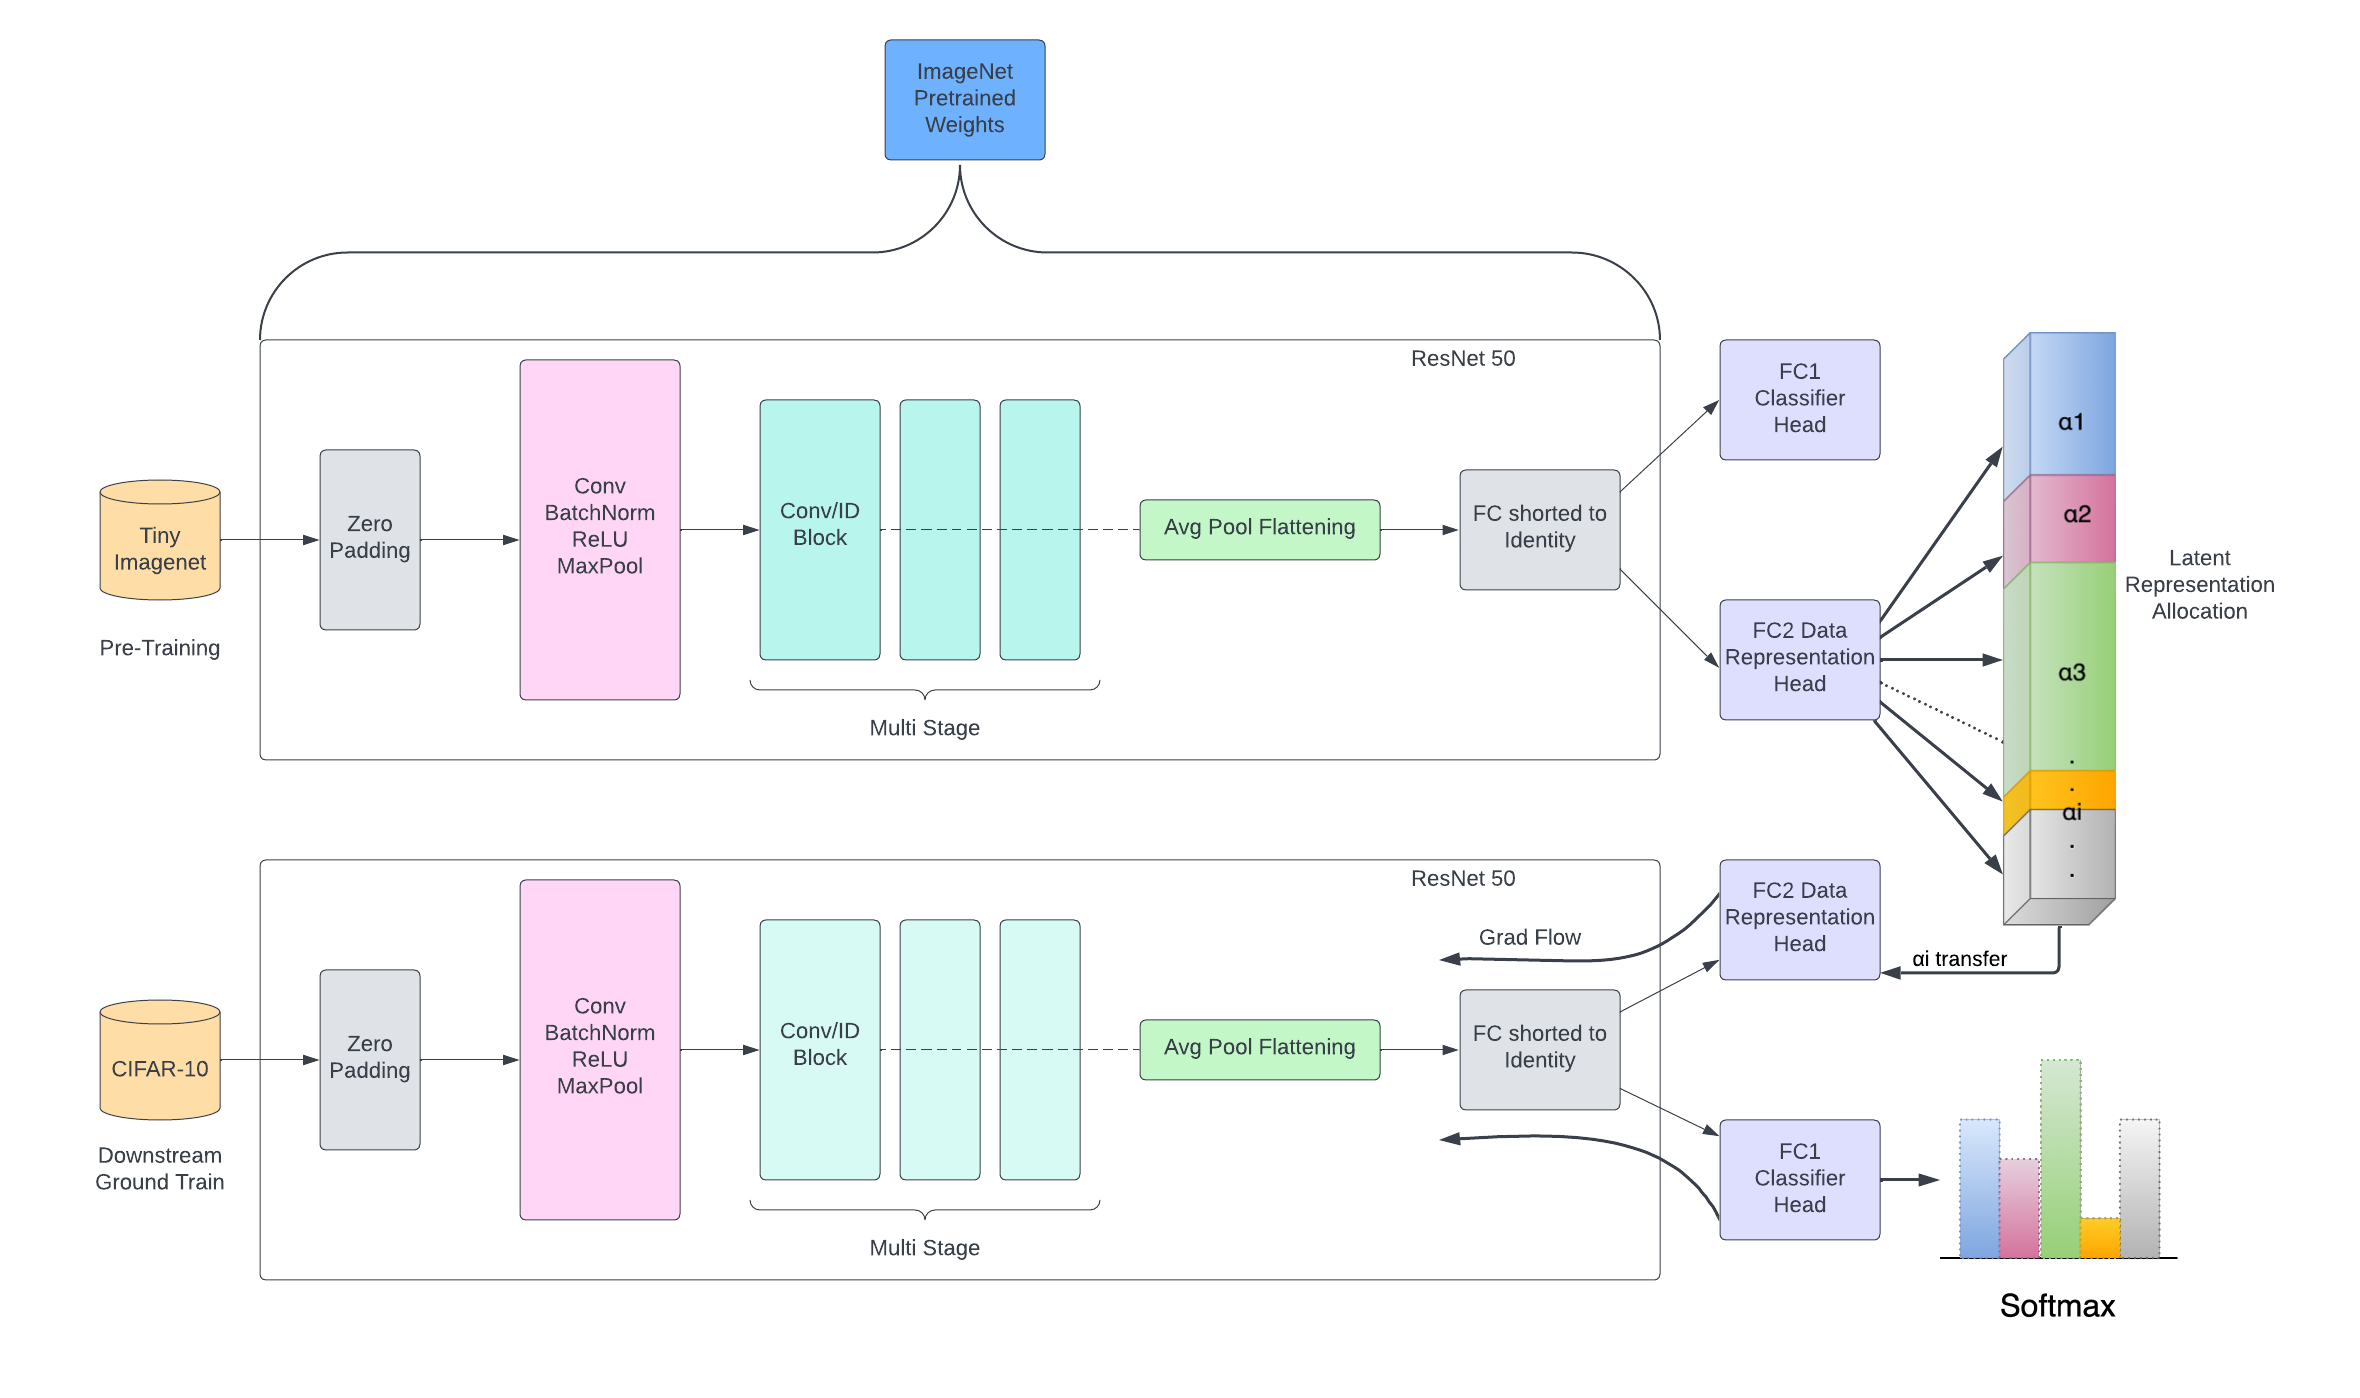 ImageNet
Pretrained
Weights
ResNet 50
Tiny
Imagenet
Pre-Training
Zero
Padding
Conv
BatchNorm
ReLU
MaxPool
Conv/ID
Block
Multi Stage
Avg Pool Flattening
FC shorted to
Identity
FC1
Classifier
Head
FC2 Data
Representation
Head
α1
α2
α3
.
.
αi
.
.
Latent
Representation
Allocation
ResNet 50
CIFAR-10
Downstream
Ground Train
Zero
Padding
Conv
BatchNorm
ReLU
MaxPool
Conv/ID
Block
Multi Stage
Avg Pool Flattening
Grad Flow
FC shorted to
Identity
FC2 Data
Representation
Head
αi transfer
FC1
Classifier
Head
Softmax